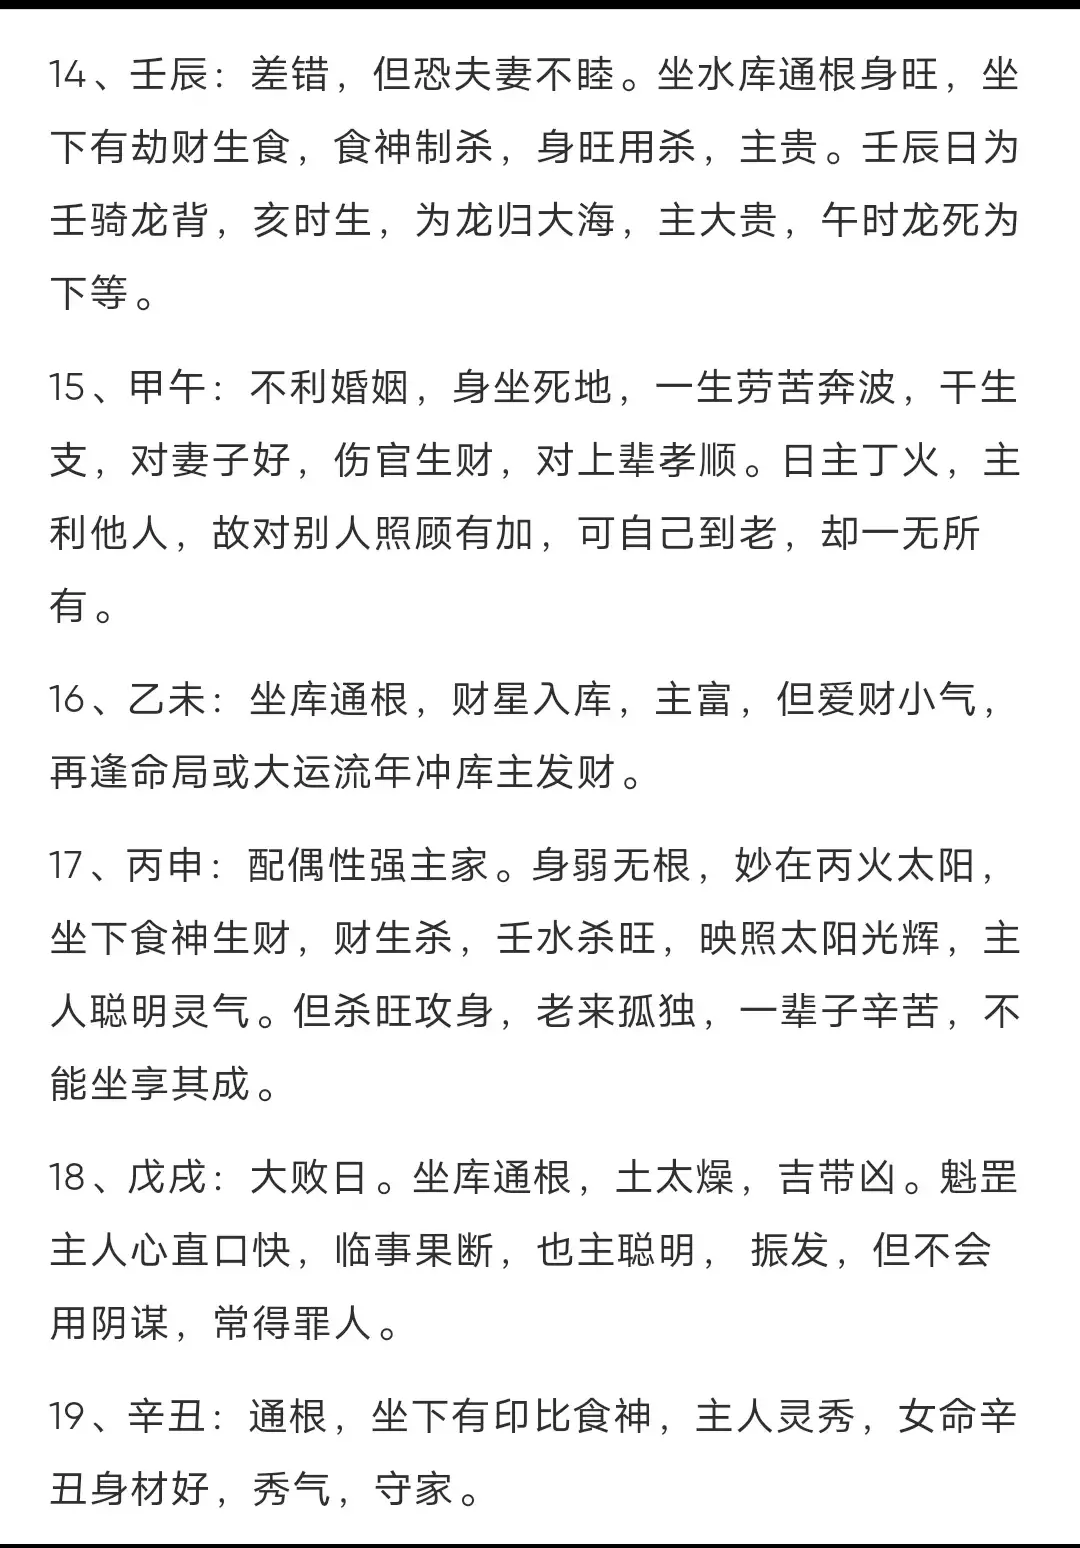 14、壬辰：差错，但恐夫妻不睦。坐水库通根身旺，坐
下有劫财生食，食神制杀，身旺用杀，主贵。壬辰日为
壬骑龙背，亥时生，为龙归大海，主大贵，午时龙死为
下等。
15、甲午：不利婚姻，身坐死地，一生劳苦奔波，干生
支，对妻子好，伤官生财，对上辈孝顺。日主丁火，主
利他人，故对别人照顾有加，可自己到老，却一无所
有。
16、乙未：坐库通根，财星入库，主富，但爱财小气，
再逢命局或大运流年冲库主发财。
17、丙申：配偶性强主家。身弱无根，妙在丙火太阳，
坐下食神生财，财生杀，壬水杀旺，映照太阳光辉，主
人聪明灵气。但杀旺攻身，老来孤独，一辈子辛苦，不
能坐享其成。
18、戊戌：大败日。坐库通根，土太燥，吉带凶。魁罡
主人心直口快，临事果断，也主聪明， 振发，但不会
用阴谋，常得罪人。
19、辛丑：通根，坐下有印比食神，主人灵秀，女命辛
丑身材好，秀气，守家。